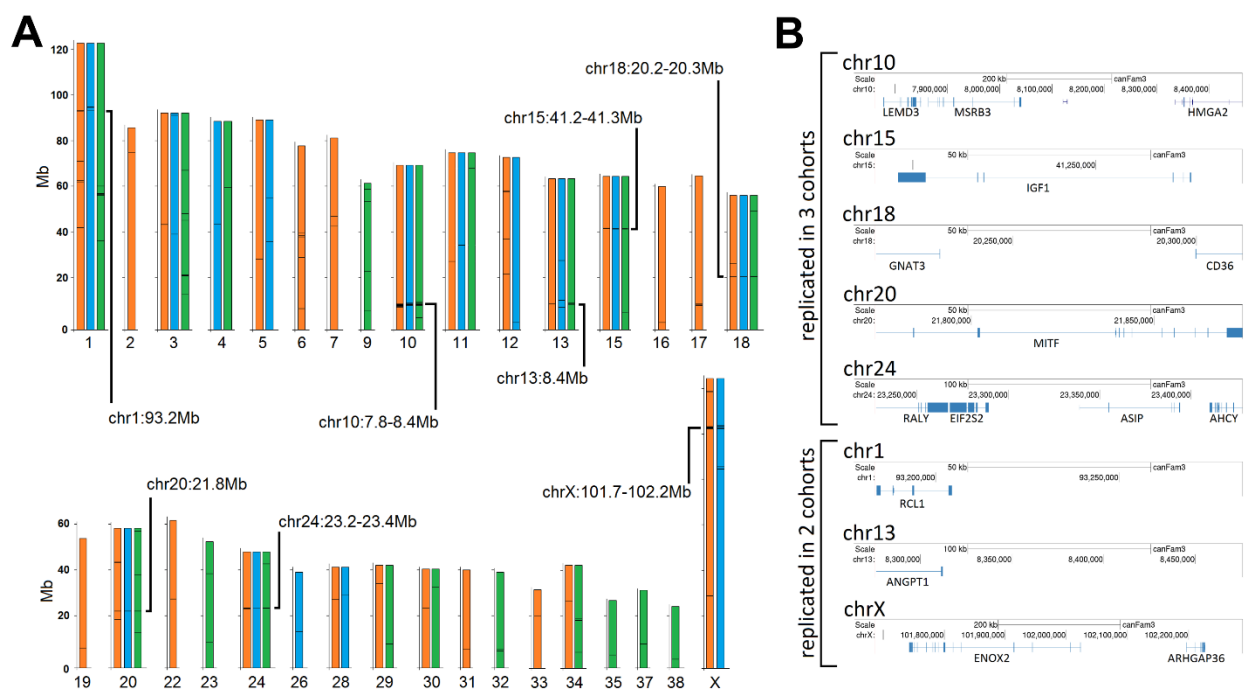 A
B
chr18:20.2-20.3Mb
chr15:41.2-41.3Mb
120
100
80
60
40
20
0
Mb
1 2 3 4 5 6 7 9 10 11 12 13 15 16 17 18
chr13:8.4Mb
chr1:93.2Mb
chr10:7.8-8.4Mb
chr20:21.8Mb
chrX:101.7-102.2Mb
chr24:23.2-23.4Mb
60
40
20
0
Mb
19 20 22 23 24 26 28 29 30 31 32 33 34 35 37 38 X
replicated in 3 cohorts
chr10
Scale 200 kb canFam3
chr10: 7,900,000 8,000,000 8,100,000 8,200,000 8,300,000 8,400,000
LEMD3 MSRB3 HMGA2
chr15
Scale 50 kb canFam3
chr15: 41,250,000
IGF1
chr18
Scale 50 kb canFam3
chr18: 20,250,000 20,300,000
GNAT3 CD36
chr20
Scale 50 kb canFam3
chr20: 21,800,000 21,850,000
MITF
chr24
Scale 100 kb canFam3
chr24: 23,250,000 23,300,000 23,350,000 23,400,000
RALY EIF2S2 ASIP AHCY
replicated in 2 cohorts
chr1
Scale 50 kb canFam3
chr1: 93,200,000 93,250,000
RCL1
chr13
Scale 100 kb canFam3
chr13: 8,300,000 8,350,000 8,400,000 8,450,000
ANGPT1
chrX
Scale 200 kb canFam3
chrX: 101,800,000 101,900,000 102,000,000 102,100,000 102,200,000
ENOX2 ARHGAP36